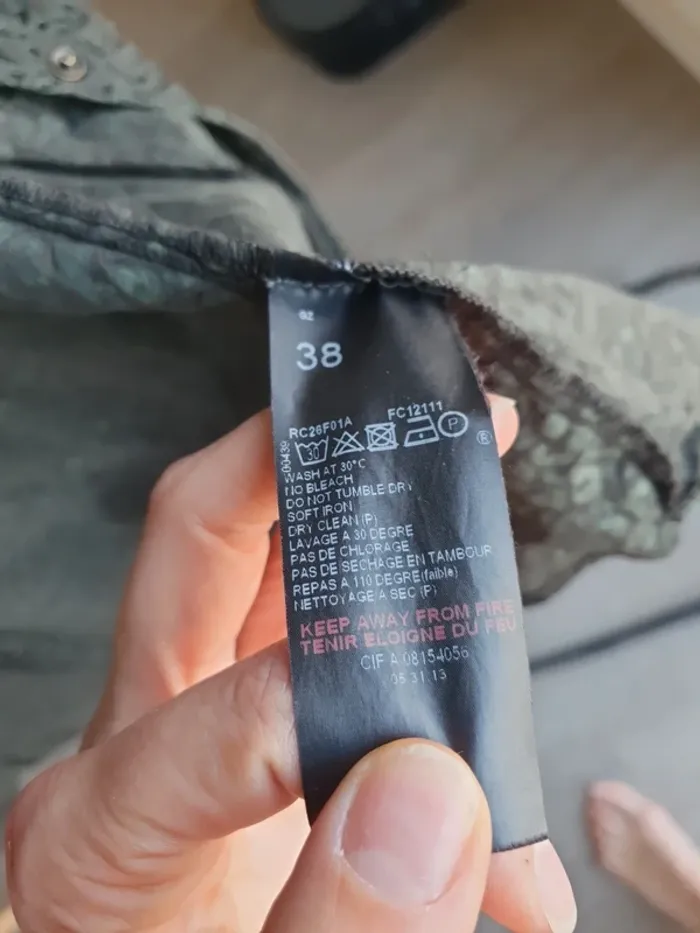 38
RC26F01A FC12111
00439
30 P
®
WASH AT 30°C
NO BLEACH
DO NOT TUMBLE DRY
SOFT IRON
DRY CLEAN (P)
LAVAGE A 30 DEGRE
PAS DE CHLORAGE
PAS DE SECHAGE EN TAMBOUR
REPAS A 110 DEGRE(faible)
NETTOYAGE A SEC (P)
KEEP AWAY FROM FIRE
TENIR ELOIGNE DU FEU
CIF A 08154056
05.31.13